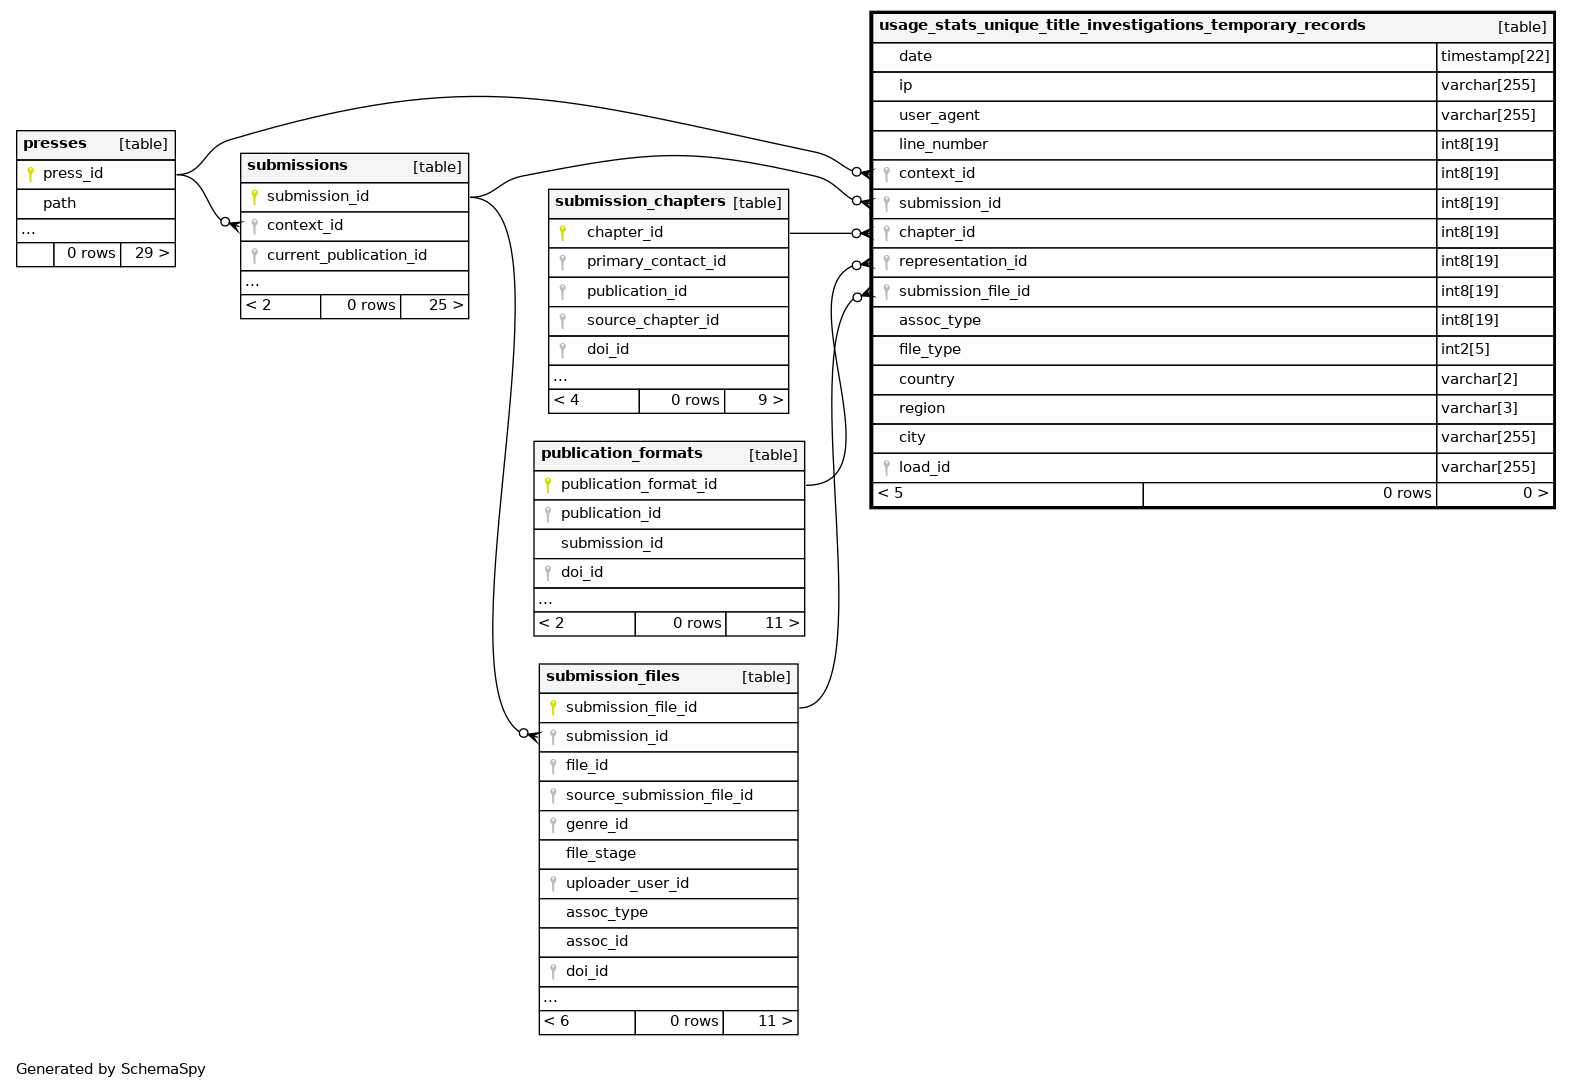 usage_stats_unique_title_investigations_temporary_records [table]
date timestamp[22]
ip varchar[255]
user_agent varchar[255]
line_number int8[19]
context_id int8[19]
submission_id int8[19]
chapter_id int8[19]
representation_id int8[19]
submission_file_id int8[19]
assoc_type int8[19]
file_type int2[5]
country varchar[2]
region varchar[3]
city varchar[255]
load_id varchar[255]
< 5 0 rows 0 >
presses [table]
press_id
path
...
0 rows 29 >
submissions [table]
submission_id
context_id
current_publication_id
...
< 2 0 rows 25 >
submission_chapters [table]
chapter_id
primary_contact_id
publication_id
source_chapter_id
doi_id
...
< 4 0 rows 9 >
publication_formats [table]
publication_format_id
publication_id
submission_id
doi_id
...
< 2 0 rows 11 >
submission_files [table]
submission_file_id
submission_id
file_id
source_submission_file_id
genre_id
file_stage
uploader_user_id
assoc_type
assoc_id
doi_id
...
< 6 0 rows 11 >
Generated by SchemaSpy